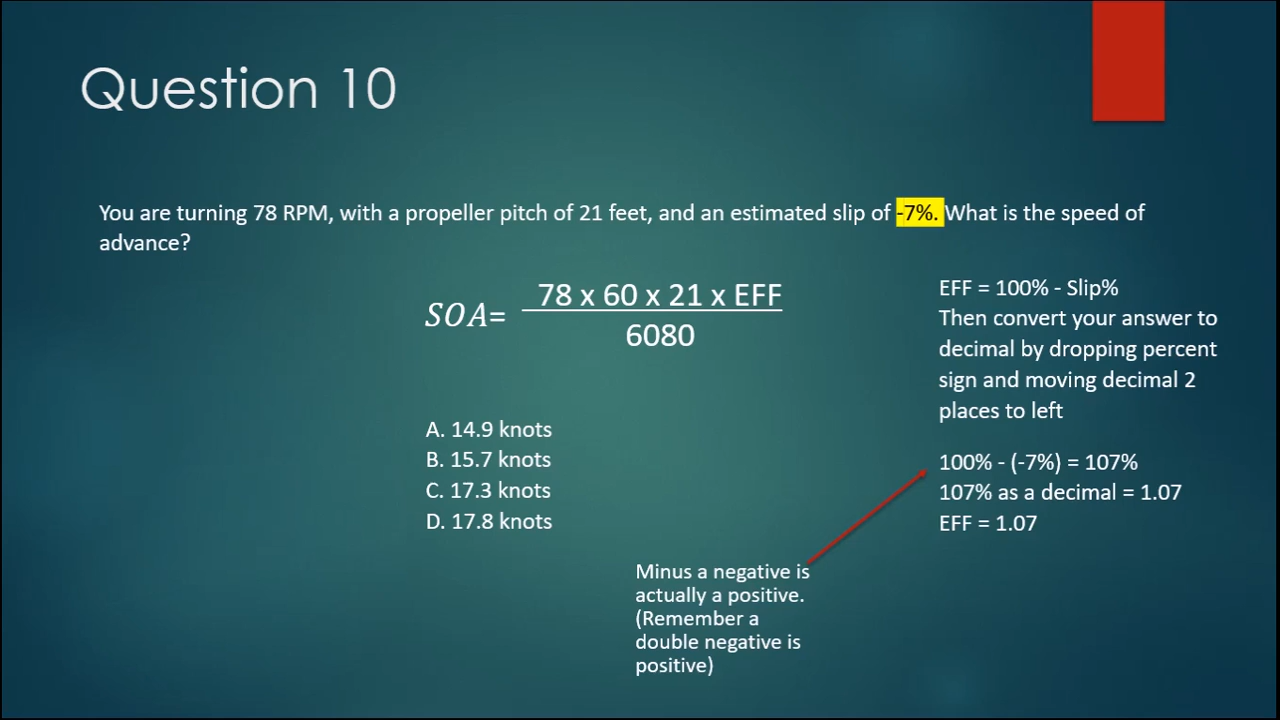 Question 10
You are turning 78 RPM, with a propeller pitch of 21 feet, and an estimated slip of -7%. What is the speed of
advance?
78 x 60 x 21 x EFF
SOA=
6080
EFF = 100% - Slip%
Then convert your answer to
decimal by dropping percent
sign and moving decimal 2
places to left
A. 14.9 knots
B. 15.7 knots
C. 17.3 knots
D. 17.8 knots
100% - (-7%) = 107%
107% as a decimal = 1.07
EFF = 1.07
Minus a negative is
actually a positive.
(Remember a
double negative is
positive)